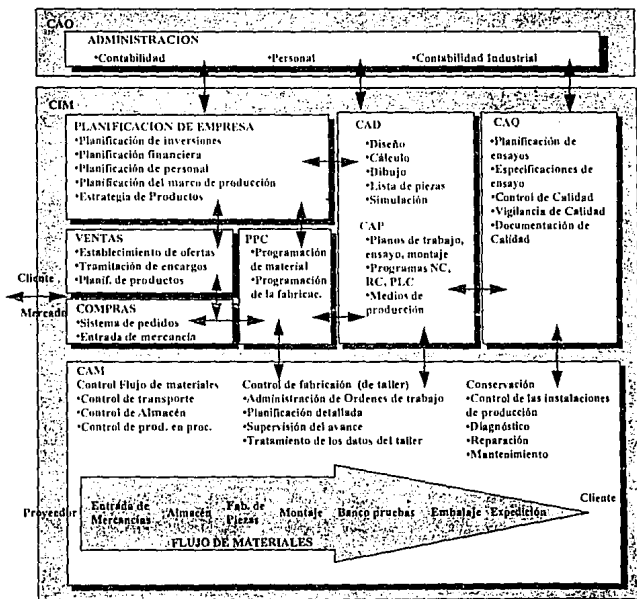 CAO
ADMINISTRACION
•Contabilidad •Personal •Contabilidad Industrial
CIM
PLANIFICACION DE EMPRESA
•Planificación de inversiones
•Planificación financiera
•Planificación de personal
•Planificación del marco de producción
•Estrategia de Productos
CAD
•Diseño
•Cálculo
•Dibujo
•Lista de piezas
•Simulación
CAP
•Planos de trabajo,
ensayo, montaje
•Programas NC,
RC, PLC
•Medios de
producción
CAQ
•Planificación de
ensayos
•Especificaciones de
ensayo
•Control de Calidad
•Vigilancia de Calidad
•Documentación de
Calidad
VENTAS
•Establecimiento de ofertas
•Tramitación de encargos
•Planif. de productos
PPC
•Programación
de material
•Programación
de la fabricac.
Cliente
Mercado
COMPRAS
•Sistema de pedidos
•Entrada de mercancía
CAM
Control Flujo de materiales
•Control de transporte
•Control de Almacén
•Control de prod. en proc.
Control de fabricaión (de taller)
•Administración de Ordenes de trabajo
•Planificación detallada
•Supervisión del avance
•Tratamiento de los datos del taller
Conservación
•Control de las instalaciones
de producción
•Diagnóstico
•Reparación
•Mantenimiento
Proveedor
Entrada de
Mercancías
Almacén
Fab. de
Piezas
Montaje
Banco pruebas
Embalaje
Expedición
Cliente
FLUJO DE MATERIALES